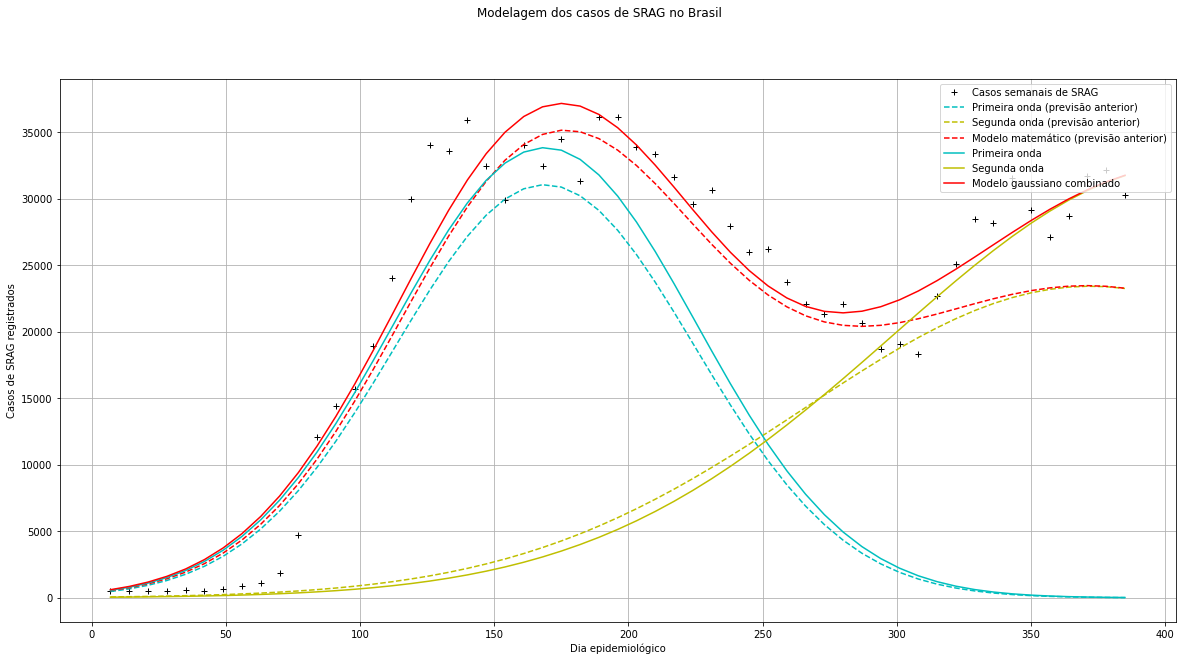 Modelagem dos casos de SRAG no Brasil
Casos semanais de SRAG
Primeira onda (previsão anterior)
Segunda onda (previsão anterior)
Modelo matemático (previsão anterior)
Primeira onda
Segunda onda
Modelo gaussiano combinado
Casos de SRAG registrados
35000
30000
25000
20000
15000
10000
5000
0
0 50 100 150 200 250 300 350 400
Dia epidemiológico